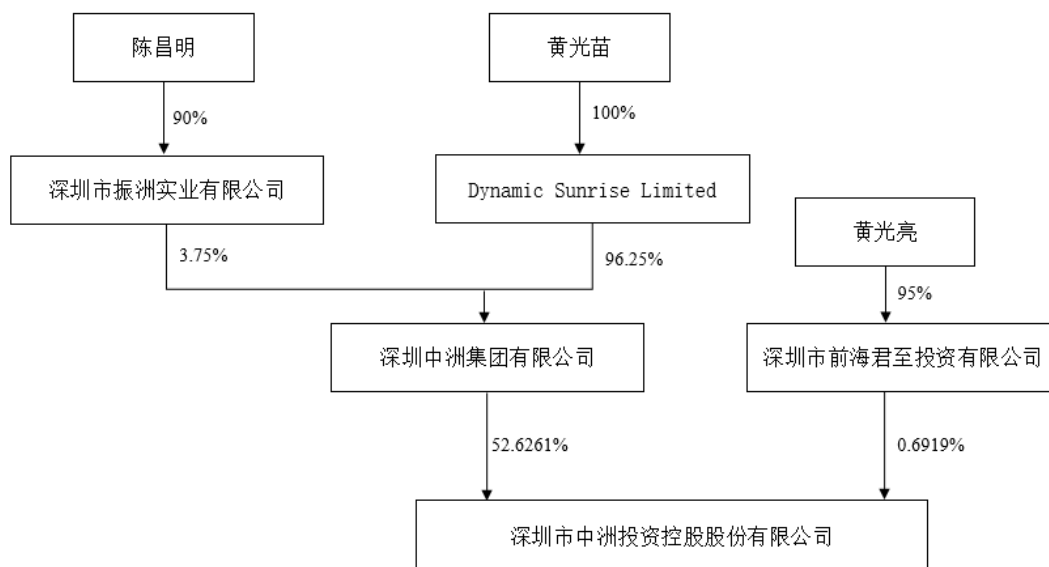 陈昌明
黄光苗
90%
100%
深圳市振洲实业有限公司
Dynamic Sunrise Limited
黄光亮
3.75%
96.25%
95%
深圳中洲集团有限公司
深圳市前海君至投资有限公司
52.6261%
0.6919%
深圳市中洲投资控股股份有限公司